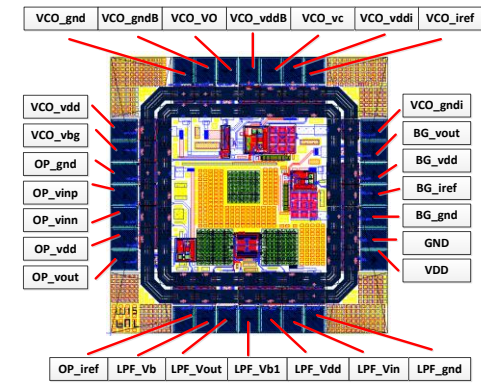 VCO_gnd VCO_gndB VCO_VO VCO_vddB VCO_vc VCO_vddi VCO_iref
VCO_vdd
VCO_vbg
OP_gnd
OP_vinp
OP_vinn
OP_vdd
OP_vout
VCO_gndi
BG_vout
BG_vdd
BG_iref
BG_gnd
GND
VDD
OP_iref LPF_Vb LPF_Vout LPF_Vb1 LPF_Vdd LPF_Vin LPF_gnd